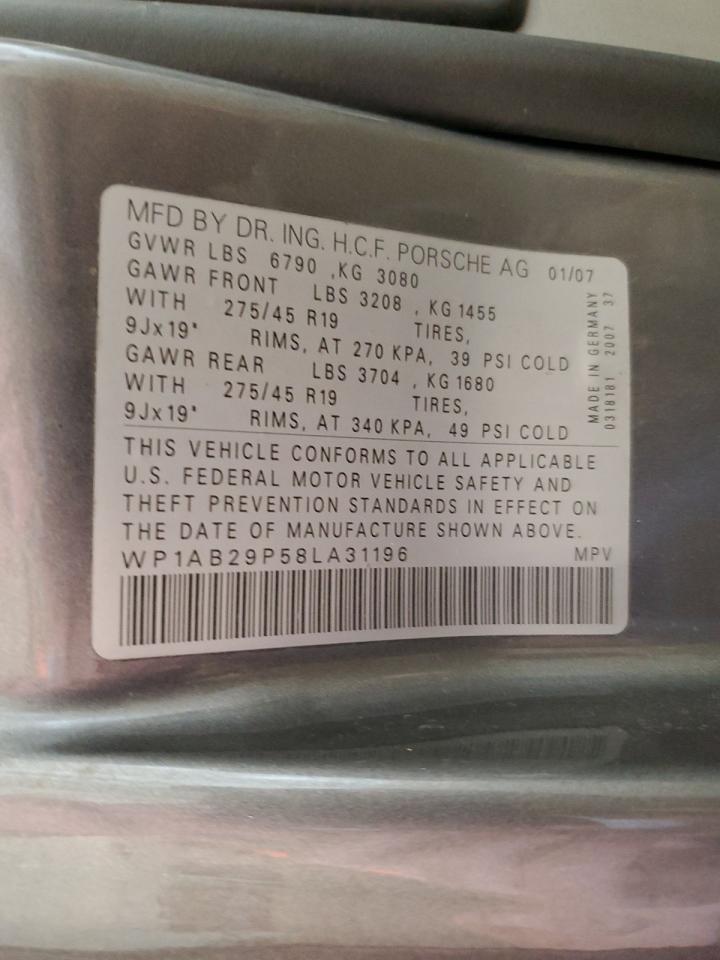 MFD BY DR. ING. H.C.F. PORSCHE AG 01/07
GVWR LBS 6790 ,KG 3080
GAWR FRONT LBS 3208 , KG 1455
WITH 275/45 R19 TIRES,
9Jx19" RIMS, AT 270 KPA, 39 PSI COLD
GAWR REAR LBS 3704 , KG 1680
WITH 275/45 R19 TIRES,
9Jx19" RIMS, AT 340 KPA, 49 PSI COLD
MADE IN GERMANY
0318181 2007 37
THIS VEHICLE CONFORMS TO ALL APPLICABLE
U.S. FEDERAL MOTOR VEHICLE SAFETY AND
THEFT PREVENTION STANDARDS IN EFFECT ON
THE DATE OF MANUFACTURE SHOWN ABOVE.
WP1AB29P58LA31196 MPV